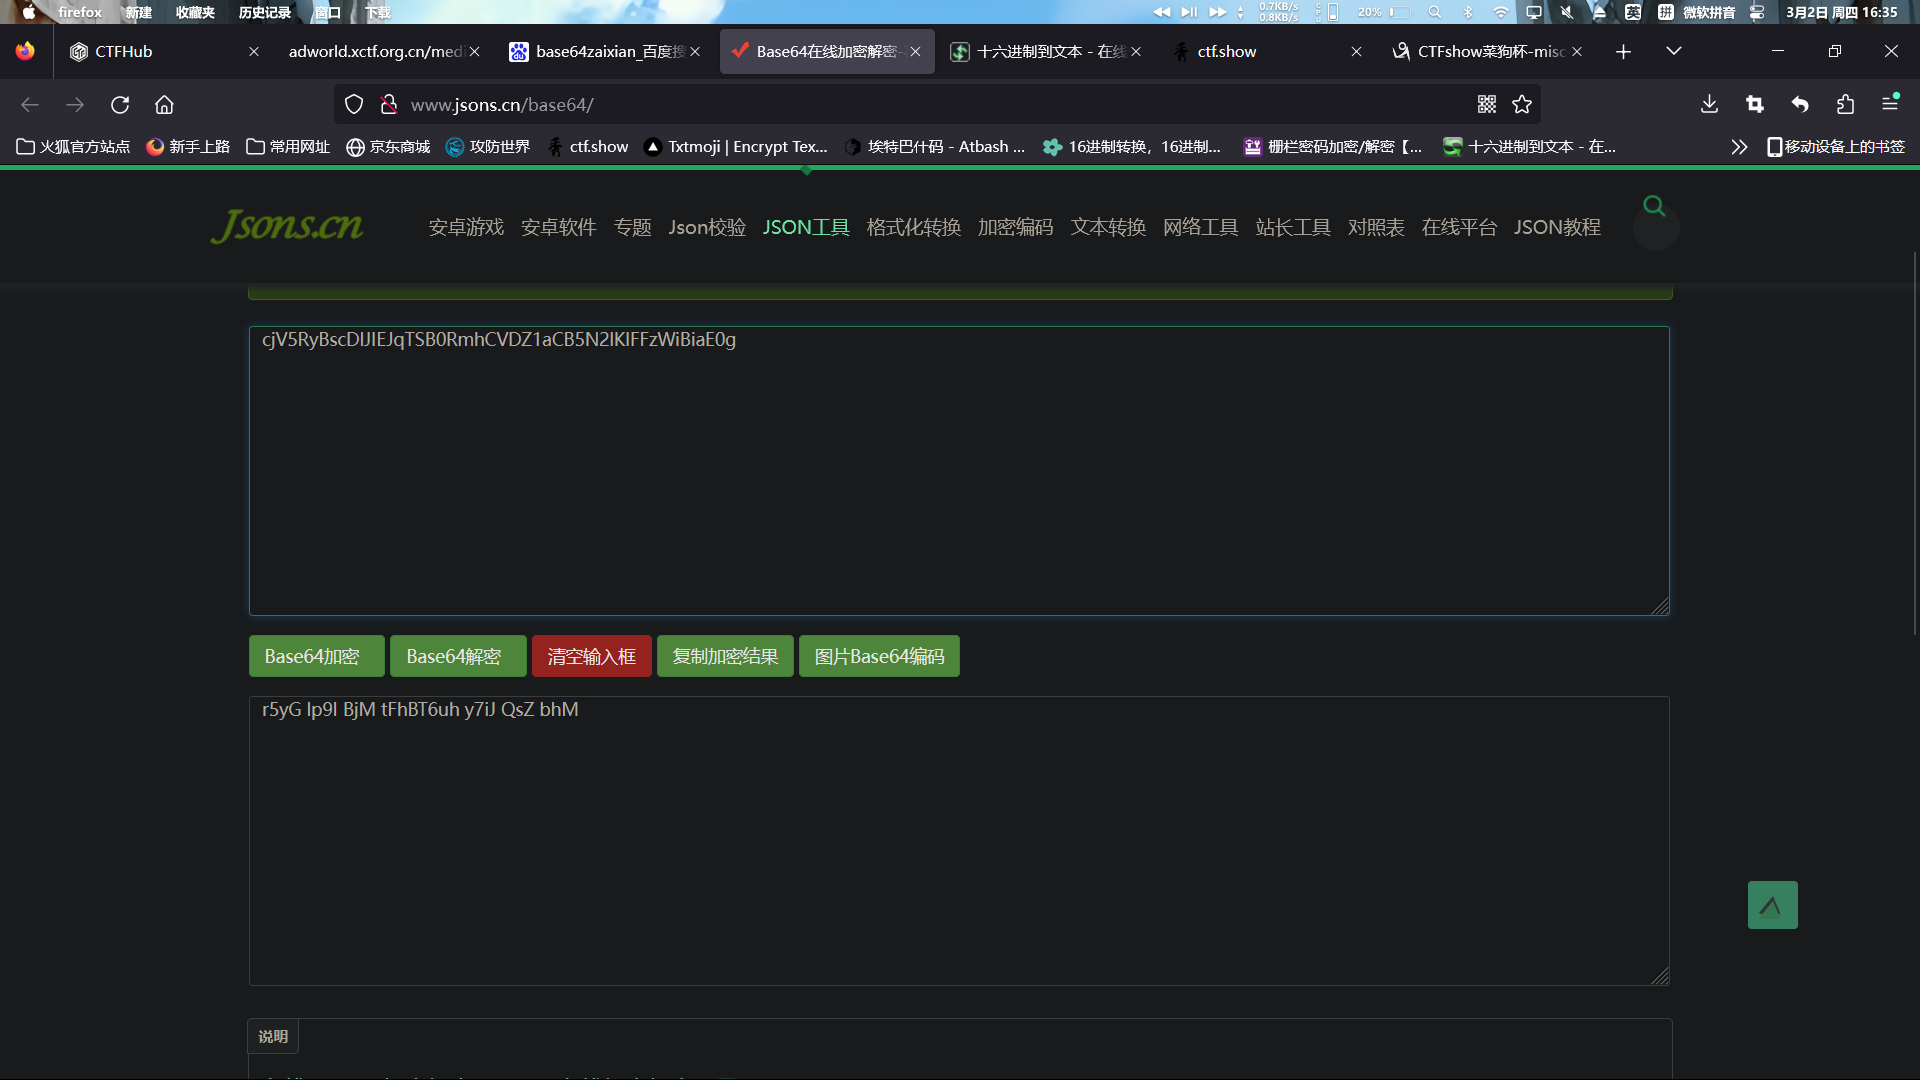 firefox 新建 收藏夹 历史记录 窗口 下载 0.7KB/s 0.8KB/s 20% 英 拼 微软拼音 3月2日 周四 16:35
CTFHub adworld.xctf.org.cn/medi base64zaixian_百度搜 Base64在线加密解密- 十六进制到文本 - 在线 ctf.show CTFshow菜狗杯-misc
www.jsons.cn/base64/
火狐官方站点 新手上路 常用网址 京东商城 攻防世界 ctf.show Txtmoji | Encrypt Tex... 埃特巴什码 - Atbash ... 16进制转换，16进制... 栅栏密码加密/解密【... 十六进制到文本 - 在... 移动设备上的书签
Jsons.cn 安卓游戏 安卓软件 专题 Json校验 JSON工具 格式化转换 加密编码 文本转换 网络工具 站长工具 对照表 在线平台 JSON教程
cjV5RyBscDlJIEJqTSB0RmhCVDZ1aCB5N2lKIFFzWiBiaE0g
Base64加密 Base64解密 清空输入框 复制加密结果 图片Base64编码
r5yG lp9I BjM tFhBT6uh y7iJ QsZ bhM
说明